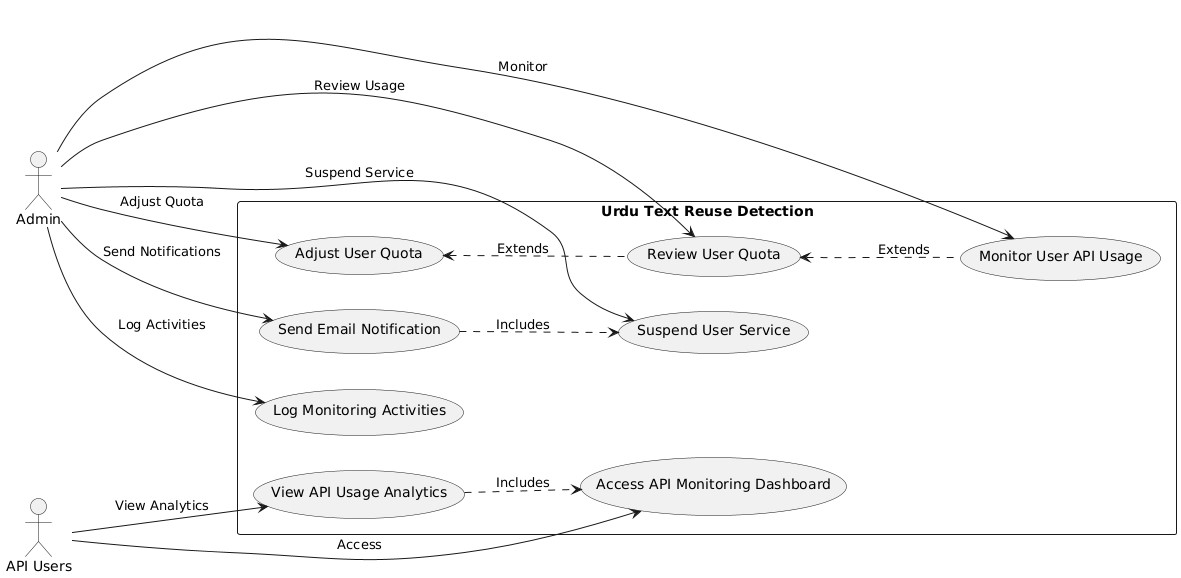 Monitor
Review Usage
Suspend Service
Admin
Adjust Quota
Urdu Text Reuse Detection
Send Notifications
Adjust User Quota
Extends
Review User Quota
Extends
Monitor User API Usage
Log Activities
Send Email Notification
Includes
Suspend User Service
Log Monitoring Activities
View Analytics
View API Usage Analytics
Includes
Access API Monitoring Dashboard
API Users
Access